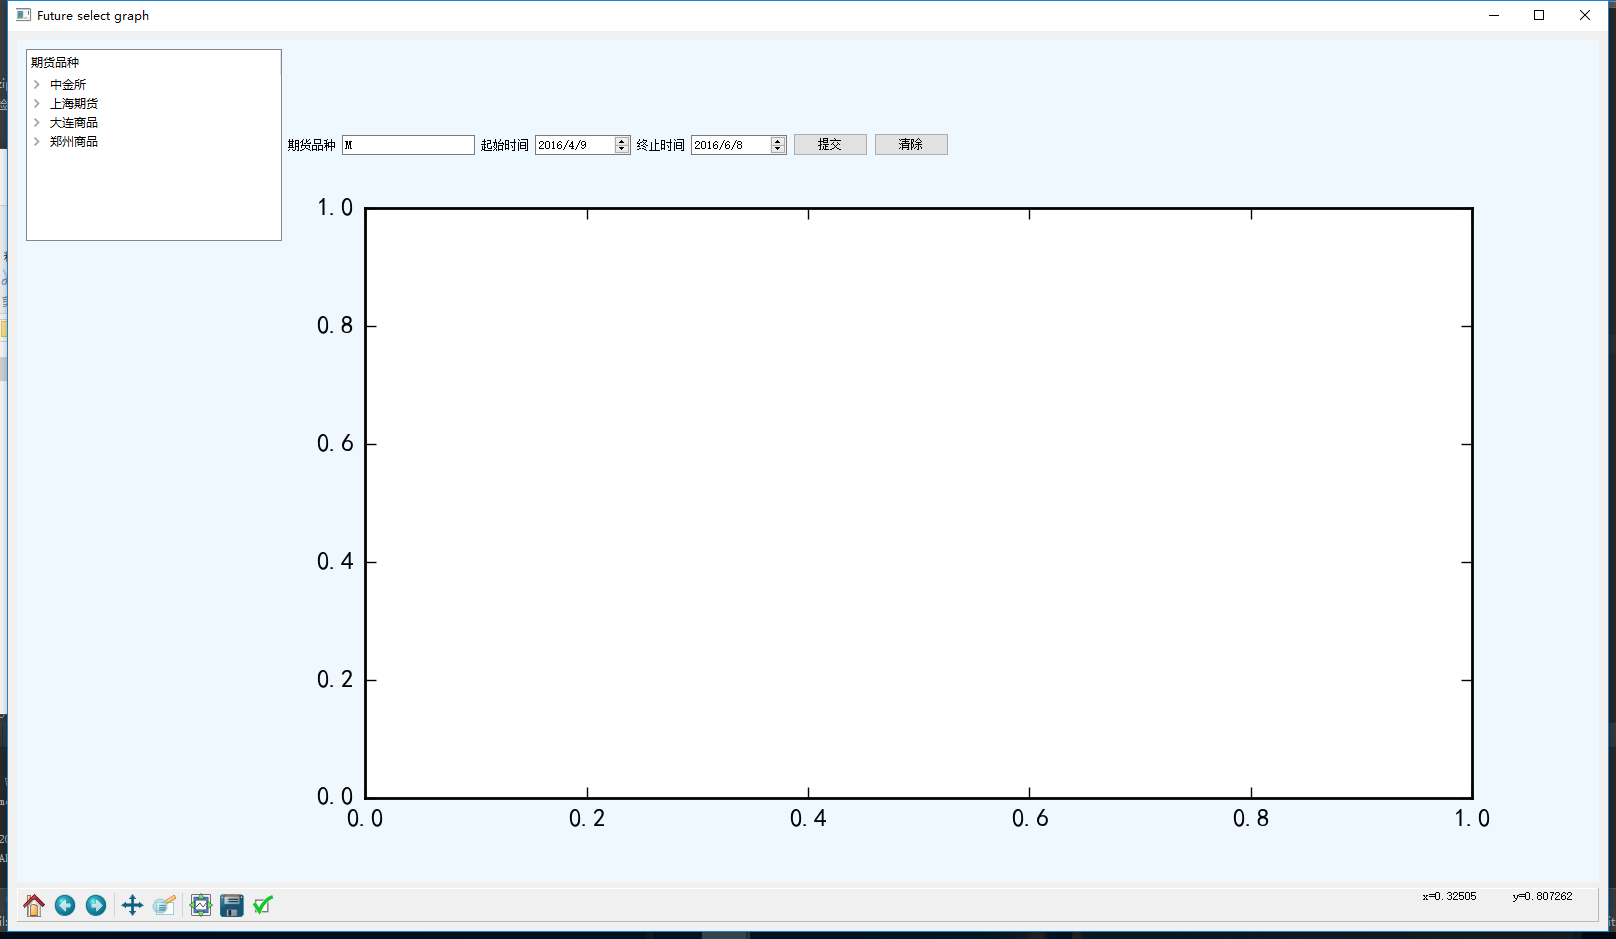 Future select graph
期货品种
中金所
上海期货
大连商品
郑州商品
期货品种 M 起始时间 2016/4/9 终止时间 2016/6/8 提交 清除
1.0
0.8
0.6
0.4
0.2
0.0
0.0 0.2 0.4 0.6 0.8 1.0
x=0.32505 y=0.807262